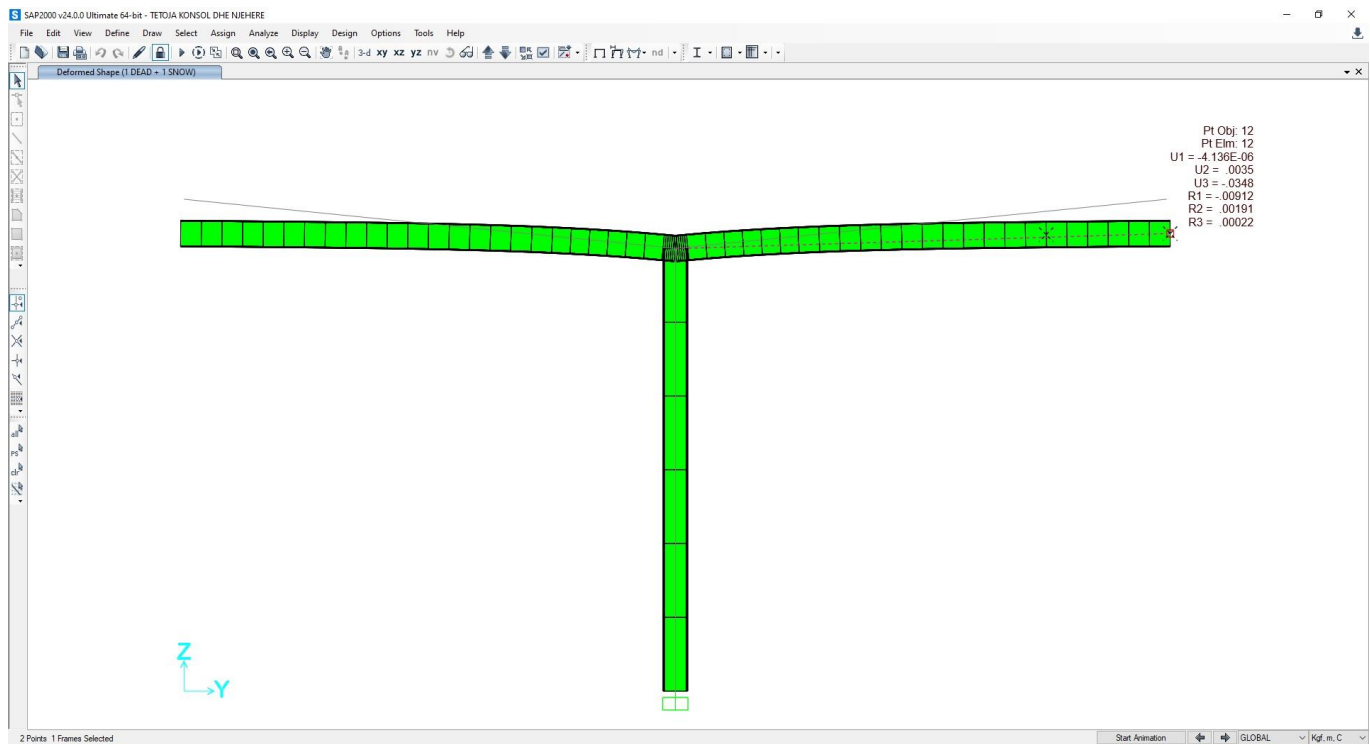 SAP2000 v24.0.0 Ultimate 64-bit - TETOJA KONSOL DHE NJEHERE
File Edit View Define Draw Select Assign Analyze Display Design Options Tools Help
3-d xy xz yz nv nd
Deformed Shape (1 DEAD + 1 SNOW)
Pt Obj: 12
Pt Elm: 12
U1 = -4.136E-06
U2 = .0035
U3 = -.0348
R1 = -.00912
R2 = .00191
R3 = .00022
all
PS
clr
Z
Y
2 Points 1 Frames Selected
Start Animation
GLOBAL
Kgf, m, C